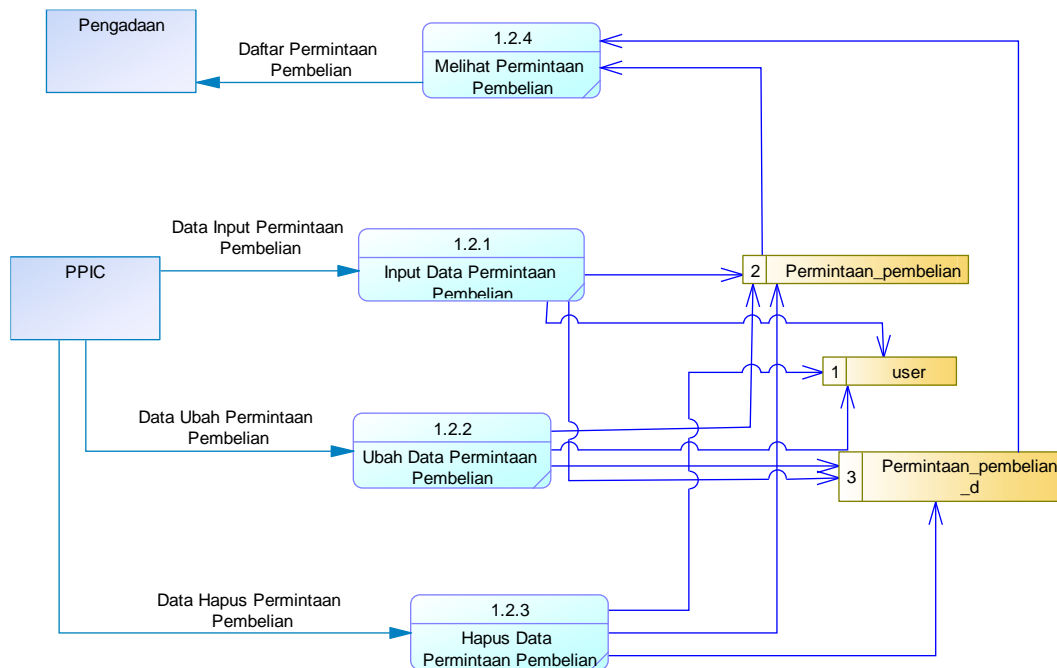 Pengadaan
Daftar Permintaan
Pembelian
1.2.4
Melihat Permintaan
Pembelian
Data Input Permintaan
Pembelian
PPIC
1.2.1
Input Data Permintaan
Pembelian
2
Permintaan_pembelian
1
user
Data Ubah Permintaan
Pembelian
1.2.2
Ubah Data Permintaan
Pembelian
3
Permintaan_pembelian
_d
Data Hapus Permintaan
Pembelian
1.2.3
Hapus Data
Permintaan Pembelian